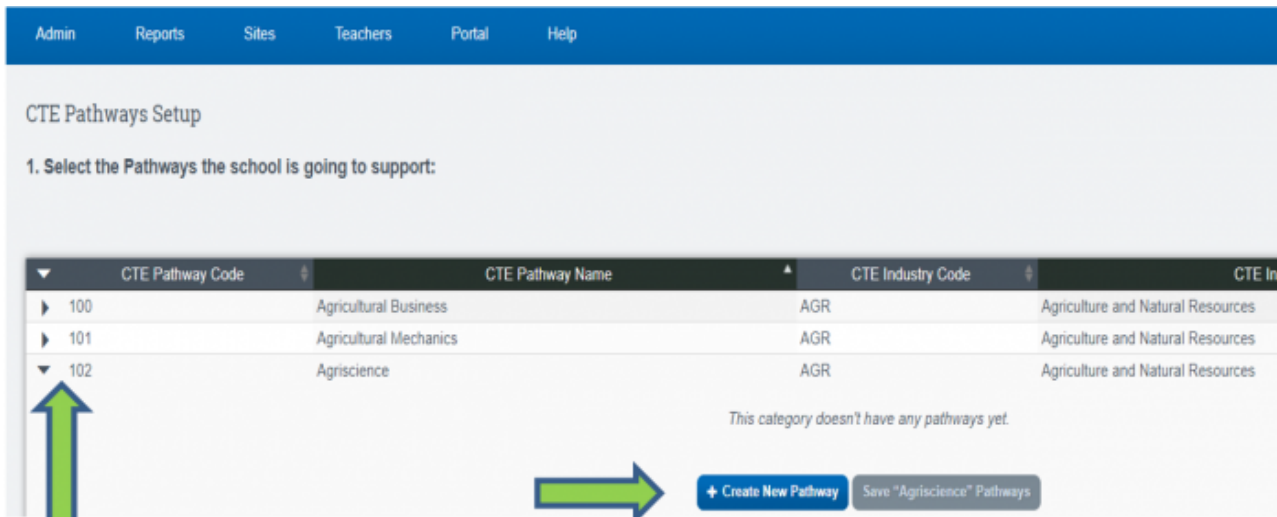 Admin Reports Sites Teachers Portal Help
CTE Pathways Setup
1. Select the Pathways the school is going to support:
CTE Pathway Code CTE Pathway Name CTE Industry Code CTE In
100 Agricultural Business AGR Agriculture and Natural Resources
101 Agricultural Mechanics AGR Agriculture and Natural Resources
102 Agriscience AGR Agriculture and Natural Resources
This category doesn't have any pathways yet.
+ Create New Pathway Save "Agriscience" Pathways